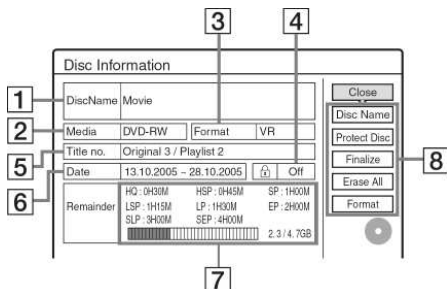 3
4
Disc Information
Close
1
DiscName Movie
Disc Name
2
Media DVD-RW Format VR
Protect Disc
5
Title no. Original 3 / Playlist 2
Finalize
8
6
Date 13.10.2005 ~ 28.10.2005 Off
Erase All
Remainder HQ : 0H30M HSP : 0H45M SP : 1H00M
Format
LSP : 1H15M LP : 1H30M EP : 2H00M
SLP : 3H00M SEP : 4H00M
2.3 / 4.7GB
7